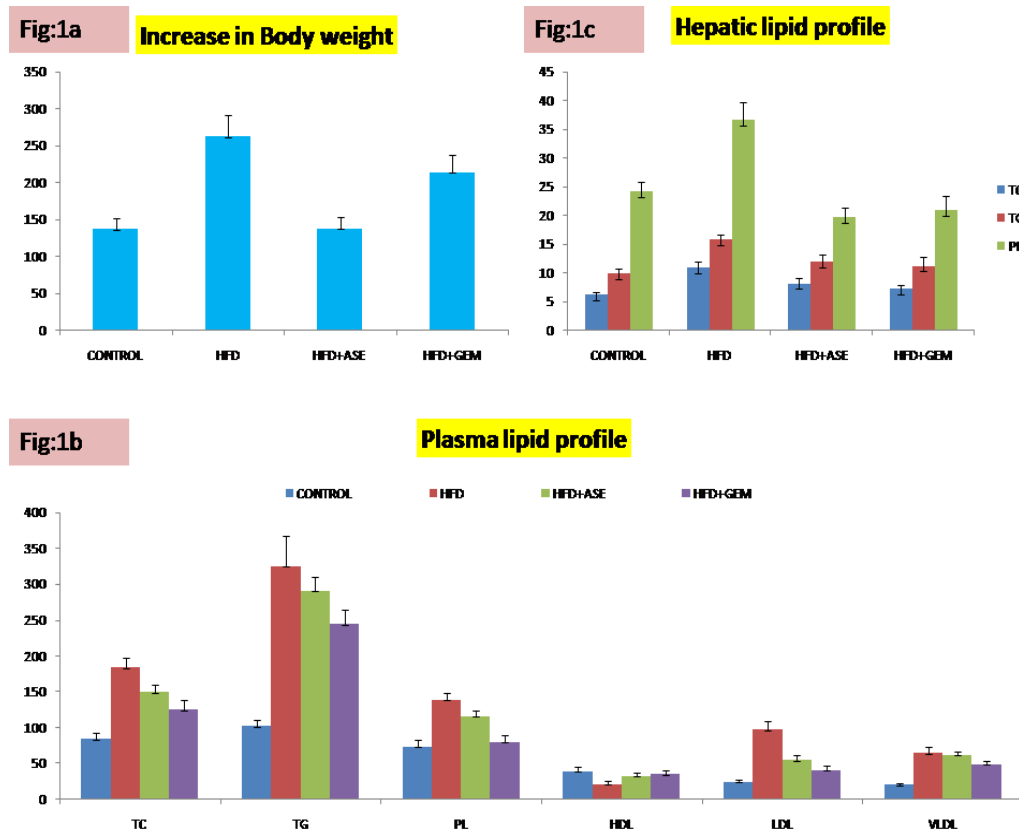 Fig:1a
Increase in Body weight
350
300
250
200
150
100
50
0
CONTROL HFD HFD+ASE HFD+GEM
Fig:1c
Hepatic lipid profile
45
40
35
30
25
20
15
10
5
0
CONTROL HFD HFD+ASE HFD+GEM
TG
Fig:1b
Plasma lipid profile
CONTROL HFD HFD+ASE HFD+GEM
400
350
300
250
200
150
100
50
0
TC TG PL HDL LDL VLDL